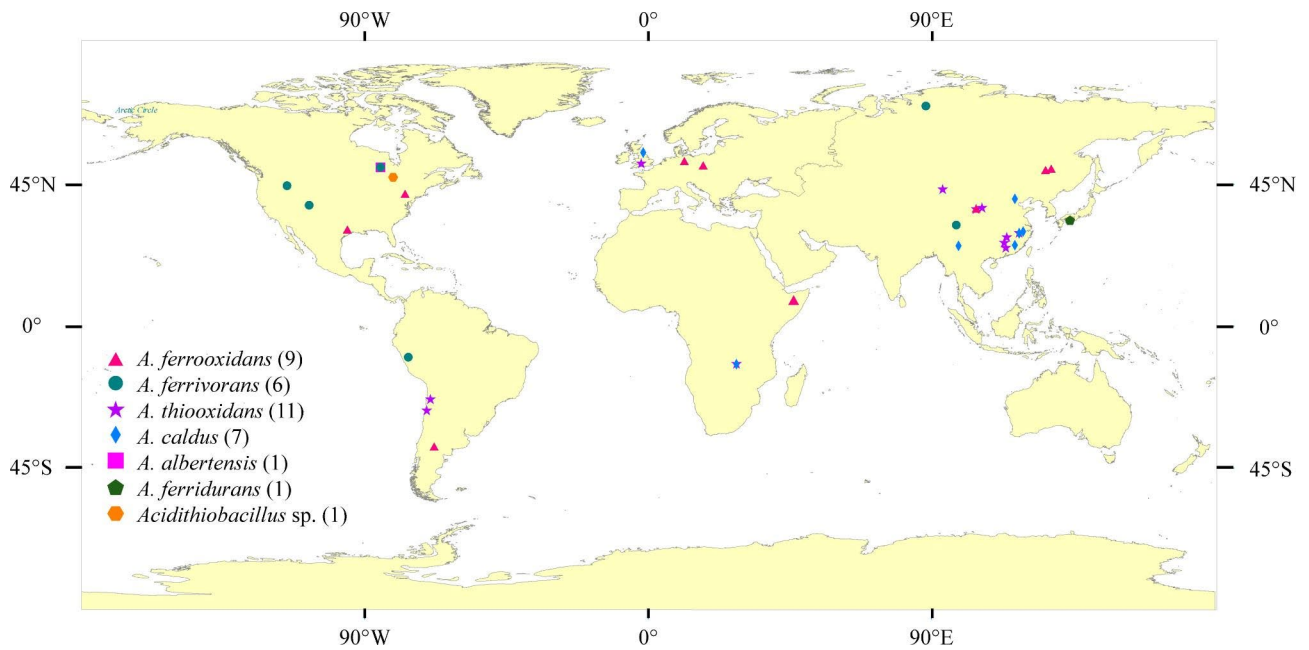 90°W 0° 90°E
Arctic Circle
45°N 45°N
0° 0°
A. ferrooxidans (9)
A. ferrivorans (6)
A. thiooxidans (11)
A. caldus (7)
45°S 45°S
A. albertensis (1)
A. ferridurans (1)
Acidithiobacillus sp. (1)
90°W 0° 90°E